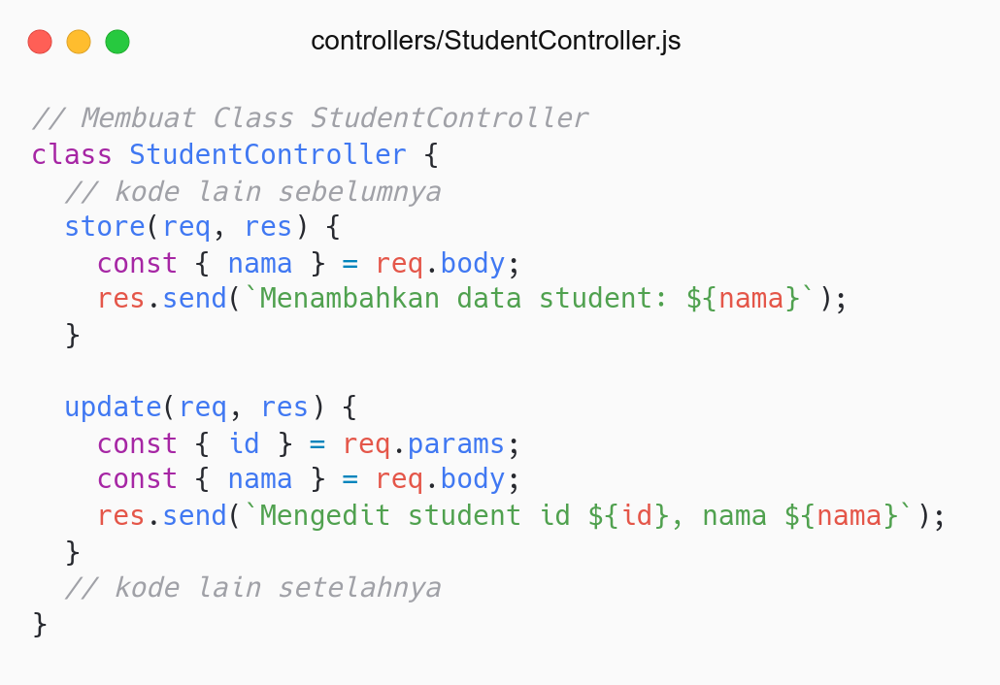 controllers/StudentController.js
// Membuat Class StudentController
class StudentController {
  // kode lain sebelumnya
  store(req, res) {
    const { nama } = req.body;
    res.send(`Menambahkan data student: ${nama}`);
  }

  update(req, res) {
    const { id } = req.params;
    const { nama } = req.body;
    res.send(`Mengedit student id ${id}, nama ${nama}`);
  }
  // kode lain setelahnya
}